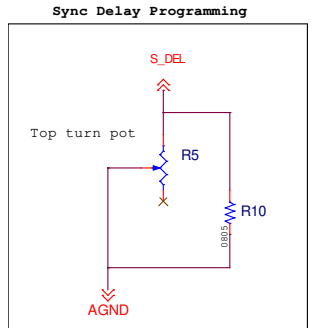 Sync Delay Programming
S_DEL
Top turn pot
R5
R10
0805
AGND